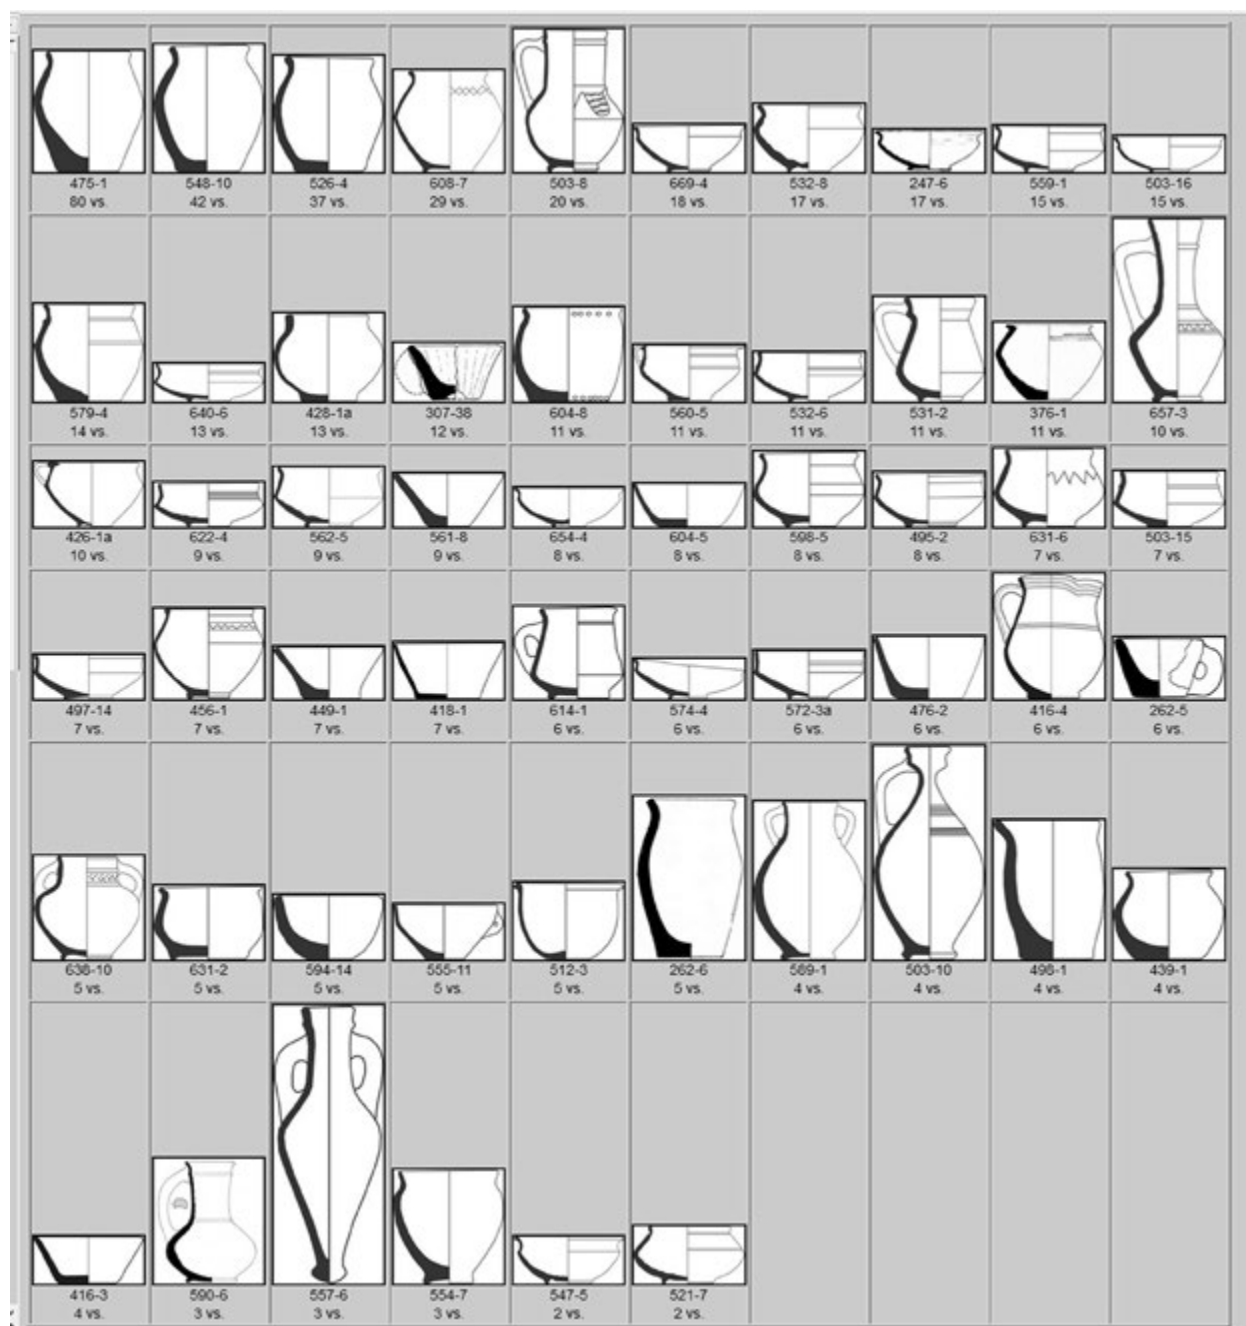 475-1 548-10 526-4 608-7 503-8 669-4 532-8 247-6 559-1 503-16
80 vs. 42 vs. 37 vs. 29 vs. 20 vs. 18 vs. 17 vs. 17 vs. 15 vs. 15 vs.
579-4 640-6 428-1a 307-38 604-8 560-5 532-6 531-2 376-1 657-3
14 vs. 13 vs. 13 vs. 12 vs. 11 vs. 11 vs. 11 vs. 11 vs. 11 vs. 10 vs.
426-1a 622-4 562-5 561-8 654-4 604-5 598-5 495-2 631-6 503-15
10 vs. 9 vs. 9 vs. 9 vs. 8 vs. 8 vs. 8 vs. 8 vs. 7 vs. 7 vs.
497-14 456-1 449-1 418-1 614-1 574-4 572-3a 476-2 416-4 262-5
7 vs. 7 vs. 7 vs. 7 vs. 6 vs. 6 vs. 6 vs. 6 vs. 6 vs. 6 vs.
636-10 631-2 594-14 555-11 512-3 262-6 569-1 503-10 498-1 439-1
5 vs. 5 vs. 5 vs. 5 vs. 5 vs. 5 vs. 4 vs. 4 vs. 4 vs. 4 vs.
416-3 590-6 557-6 554-7 547-5 521-7
4 vs. 3 vs. 3 vs. 3 vs. 2 vs. 2 vs.